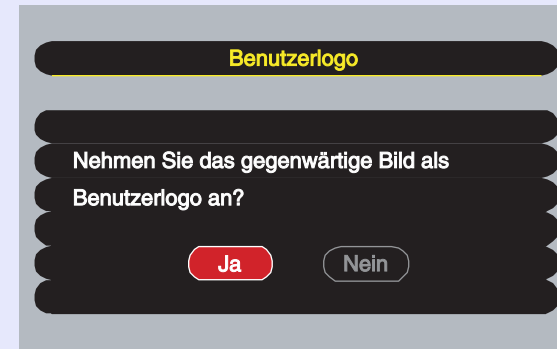 Benutzerlogo
Nehmen Sie das gegenwärtige Bild als
Benutzerlogo an?
Ja Nein